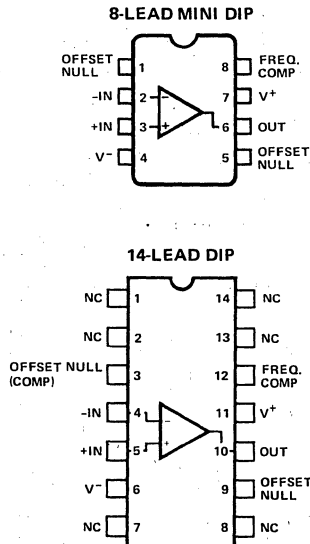 8-LEAD MINI DIP
OFFSET NULL 1
8 FREQ. COMP
-IN 2
7 V+
+IN 3
6 OUT
V- 4
5 OFFSET NULL
14-LEAD DIP
NC 1
14 NC
NC 2
13 NC
OFFSET NULL (COMP) 3
12 FREQ. COMP
-IN 4
11 V+
+IN 5
10 OUT
V- 6
9 OFFSET NULL
NC 7
8 NC